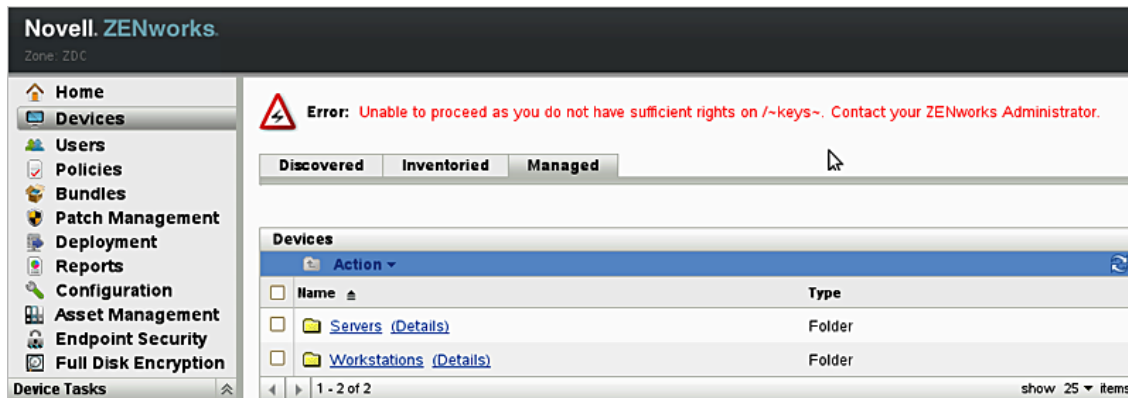 Novell. ZENworks.
Zone: ZDC
Home
Devices
Users
Policies
Bundles
Patch Management
Deployment
Reports
Configuration
Asset Management
Endpoint Security
Full Disk Encryption
Device Tasks
Error: Unable to proceed as you do not have sufficient rights on /~keys~. Contact your ZENworks Administrator.
Discovered Inventoried Managed
Devices
Action
Name Type
Servers (Details) Folder
Workstations (Details) Folder
1 - 2 of 2 show 25 items